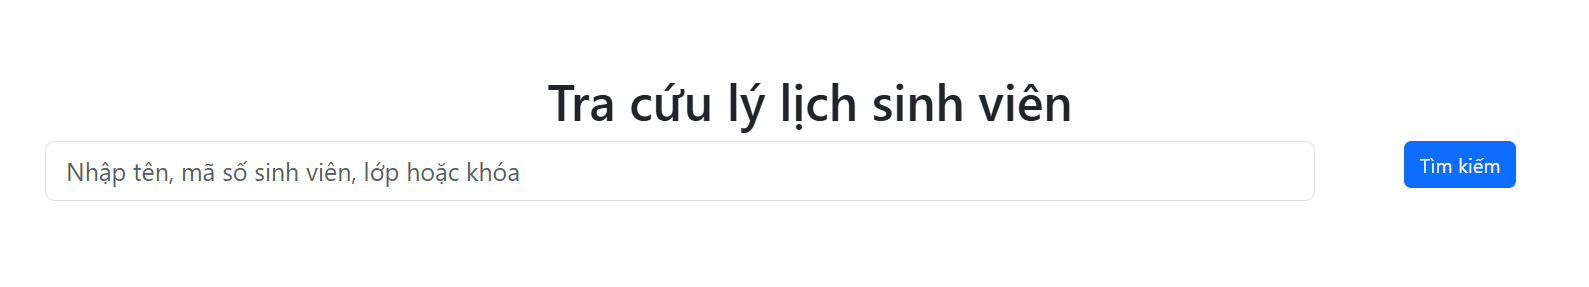 Tra cứu lý lịch sinh viên
Nhập tên, mã số sinh viên, lớp hoặc khóa
Tìm kiếm